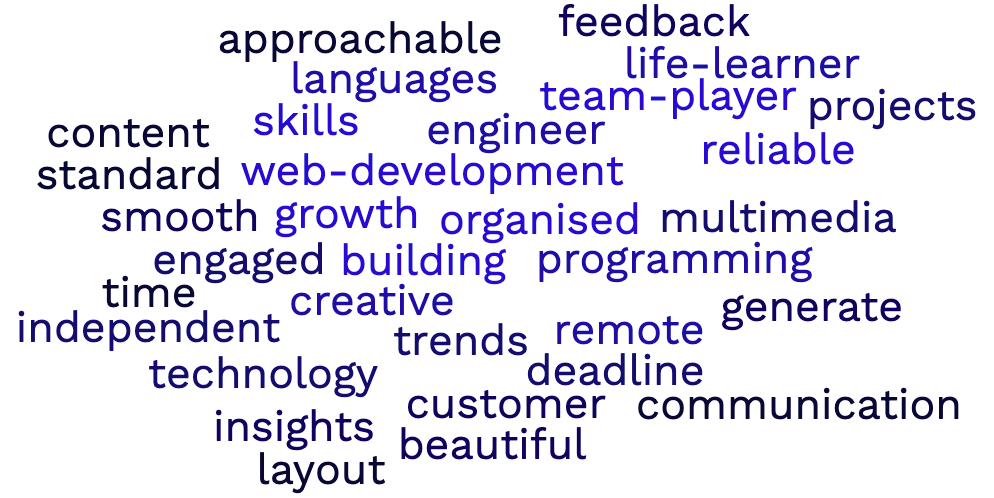 feedback
approachable
life-learner
languages
team-player projects
skills engineer
content
reliable
standard web-development
smooth growth organised multimedia
engaged building programming
time creative generate
independent trends remote
technology deadline
customer communication
insights beautiful
layout